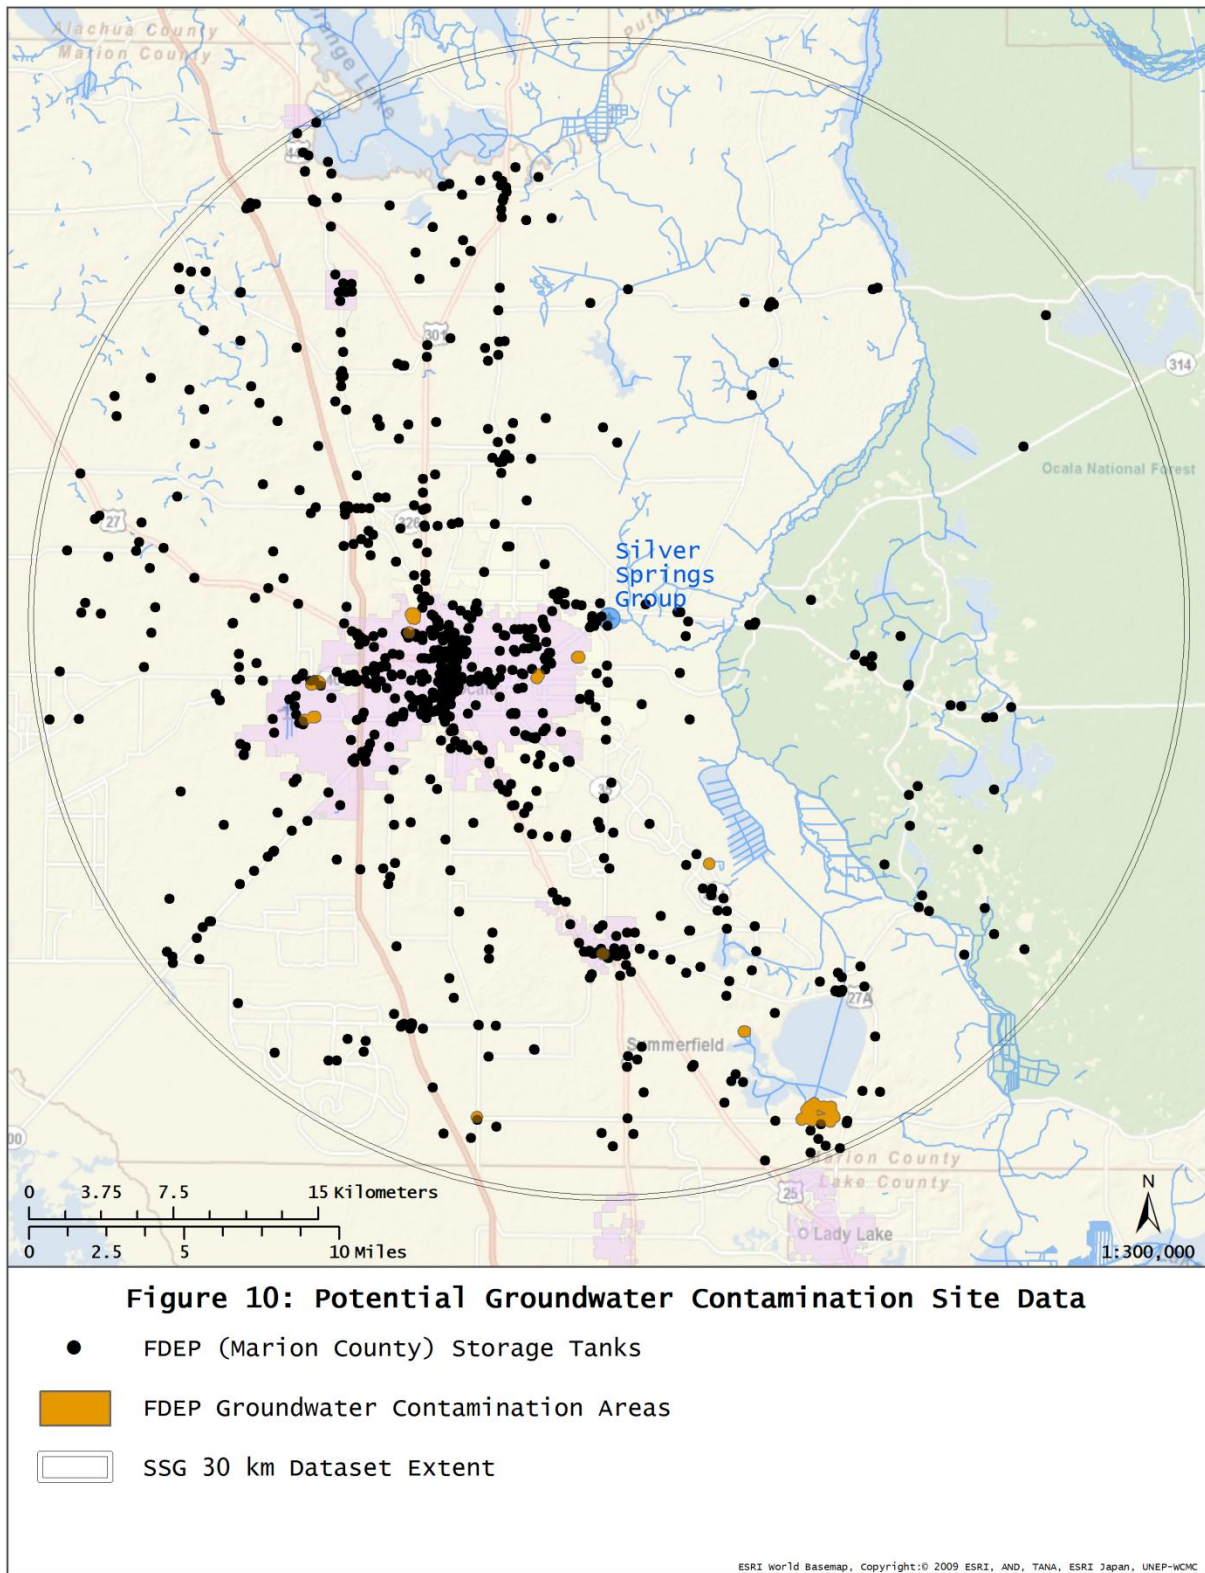 Alachua County
Marion County
Orange Lake
441
301
314
Ocala National Forest
27
326
Silver
Springs
Group
Ocala
35
27A
Summerfield
Marion County
Lake County
25
Lady Lake
0 3.75 7.5 15 Kilometers
0 2.5 5 10 Miles
N
1:300,000
Figure 10: Potential Groundwater Contamination Site Data
FDEP (Marion County) Storage Tanks
FDEP Groundwater Contamination Areas
SSG 30 km Dataset Extent
ESRI World Basemap, Copyright:© 2009 ESRI, AND, TANA, ESRI Japan, UNEP-WCMC